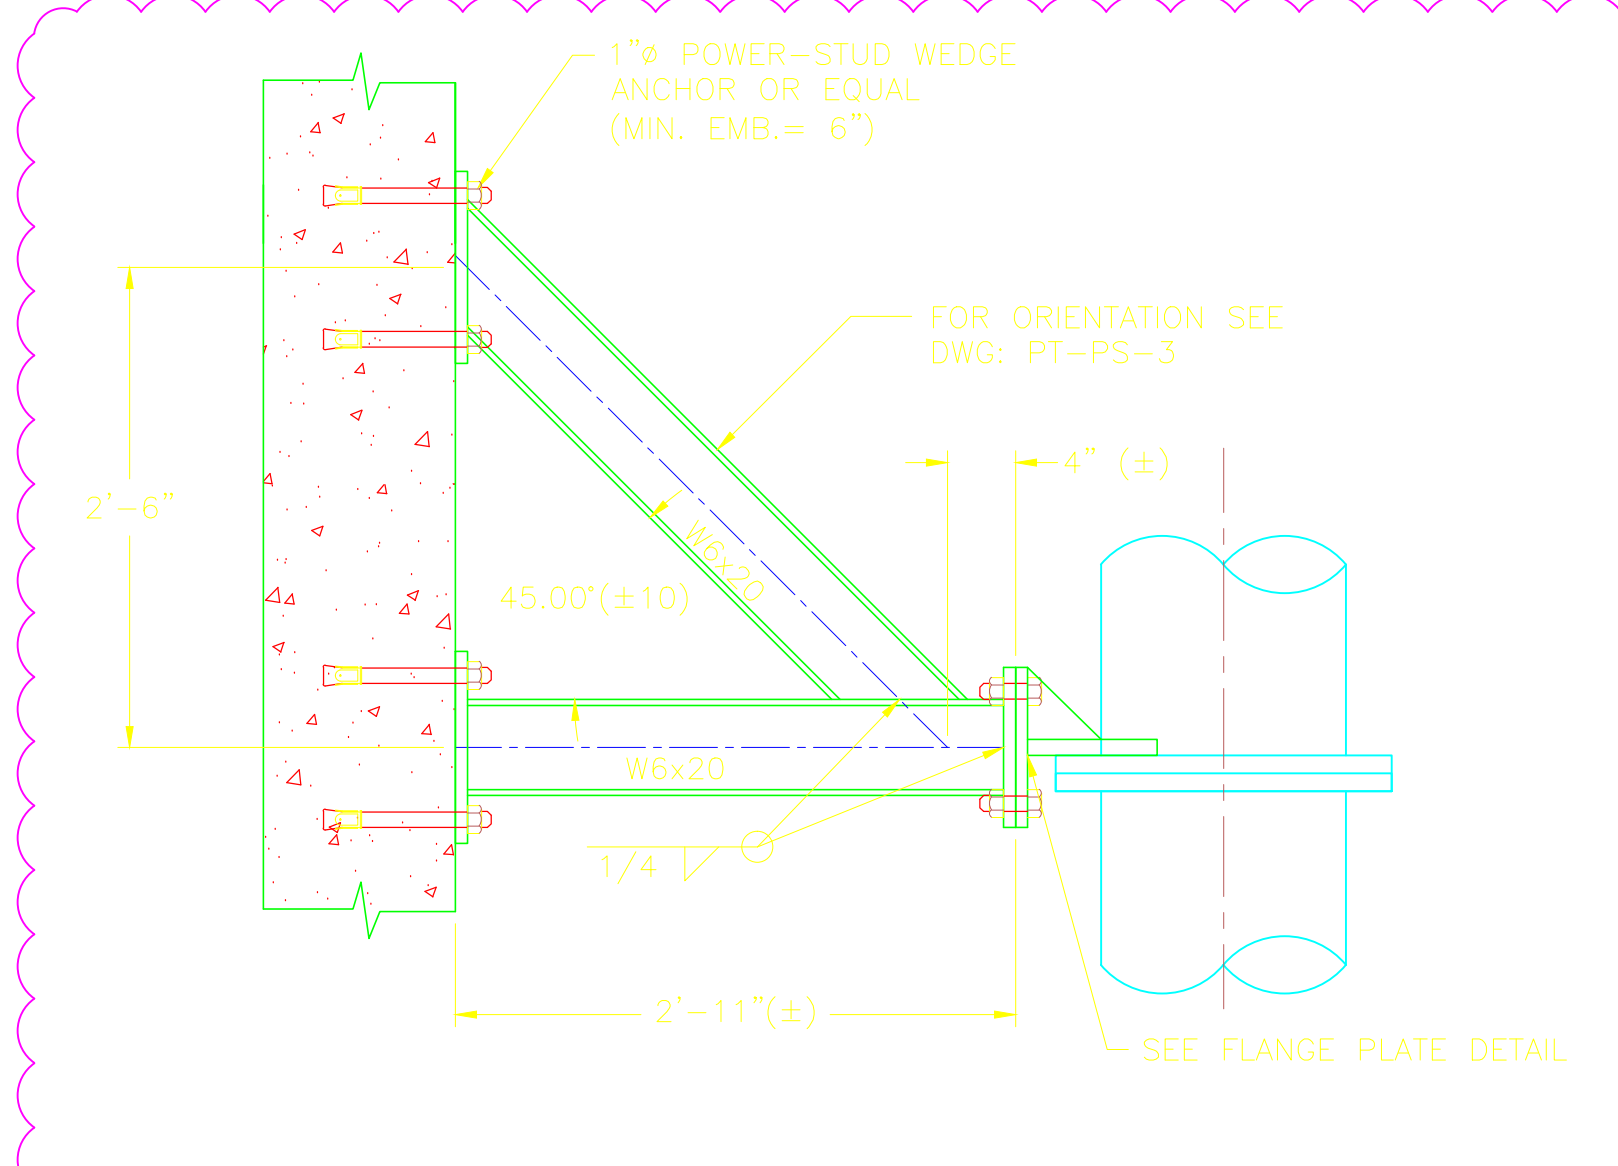 1"ø POWER-STUD WEDGE
ANCHOR OR EQUAL
(MIN. EMB.= 6")
FOR ORIENTATION SEE
DWG: PT-PS-3
4" (±)
2'-6"
W6x20
45.00°(±10)
W6x20
1/4
2'-11"(±)
SEE FLANGE PLATE DETAIL